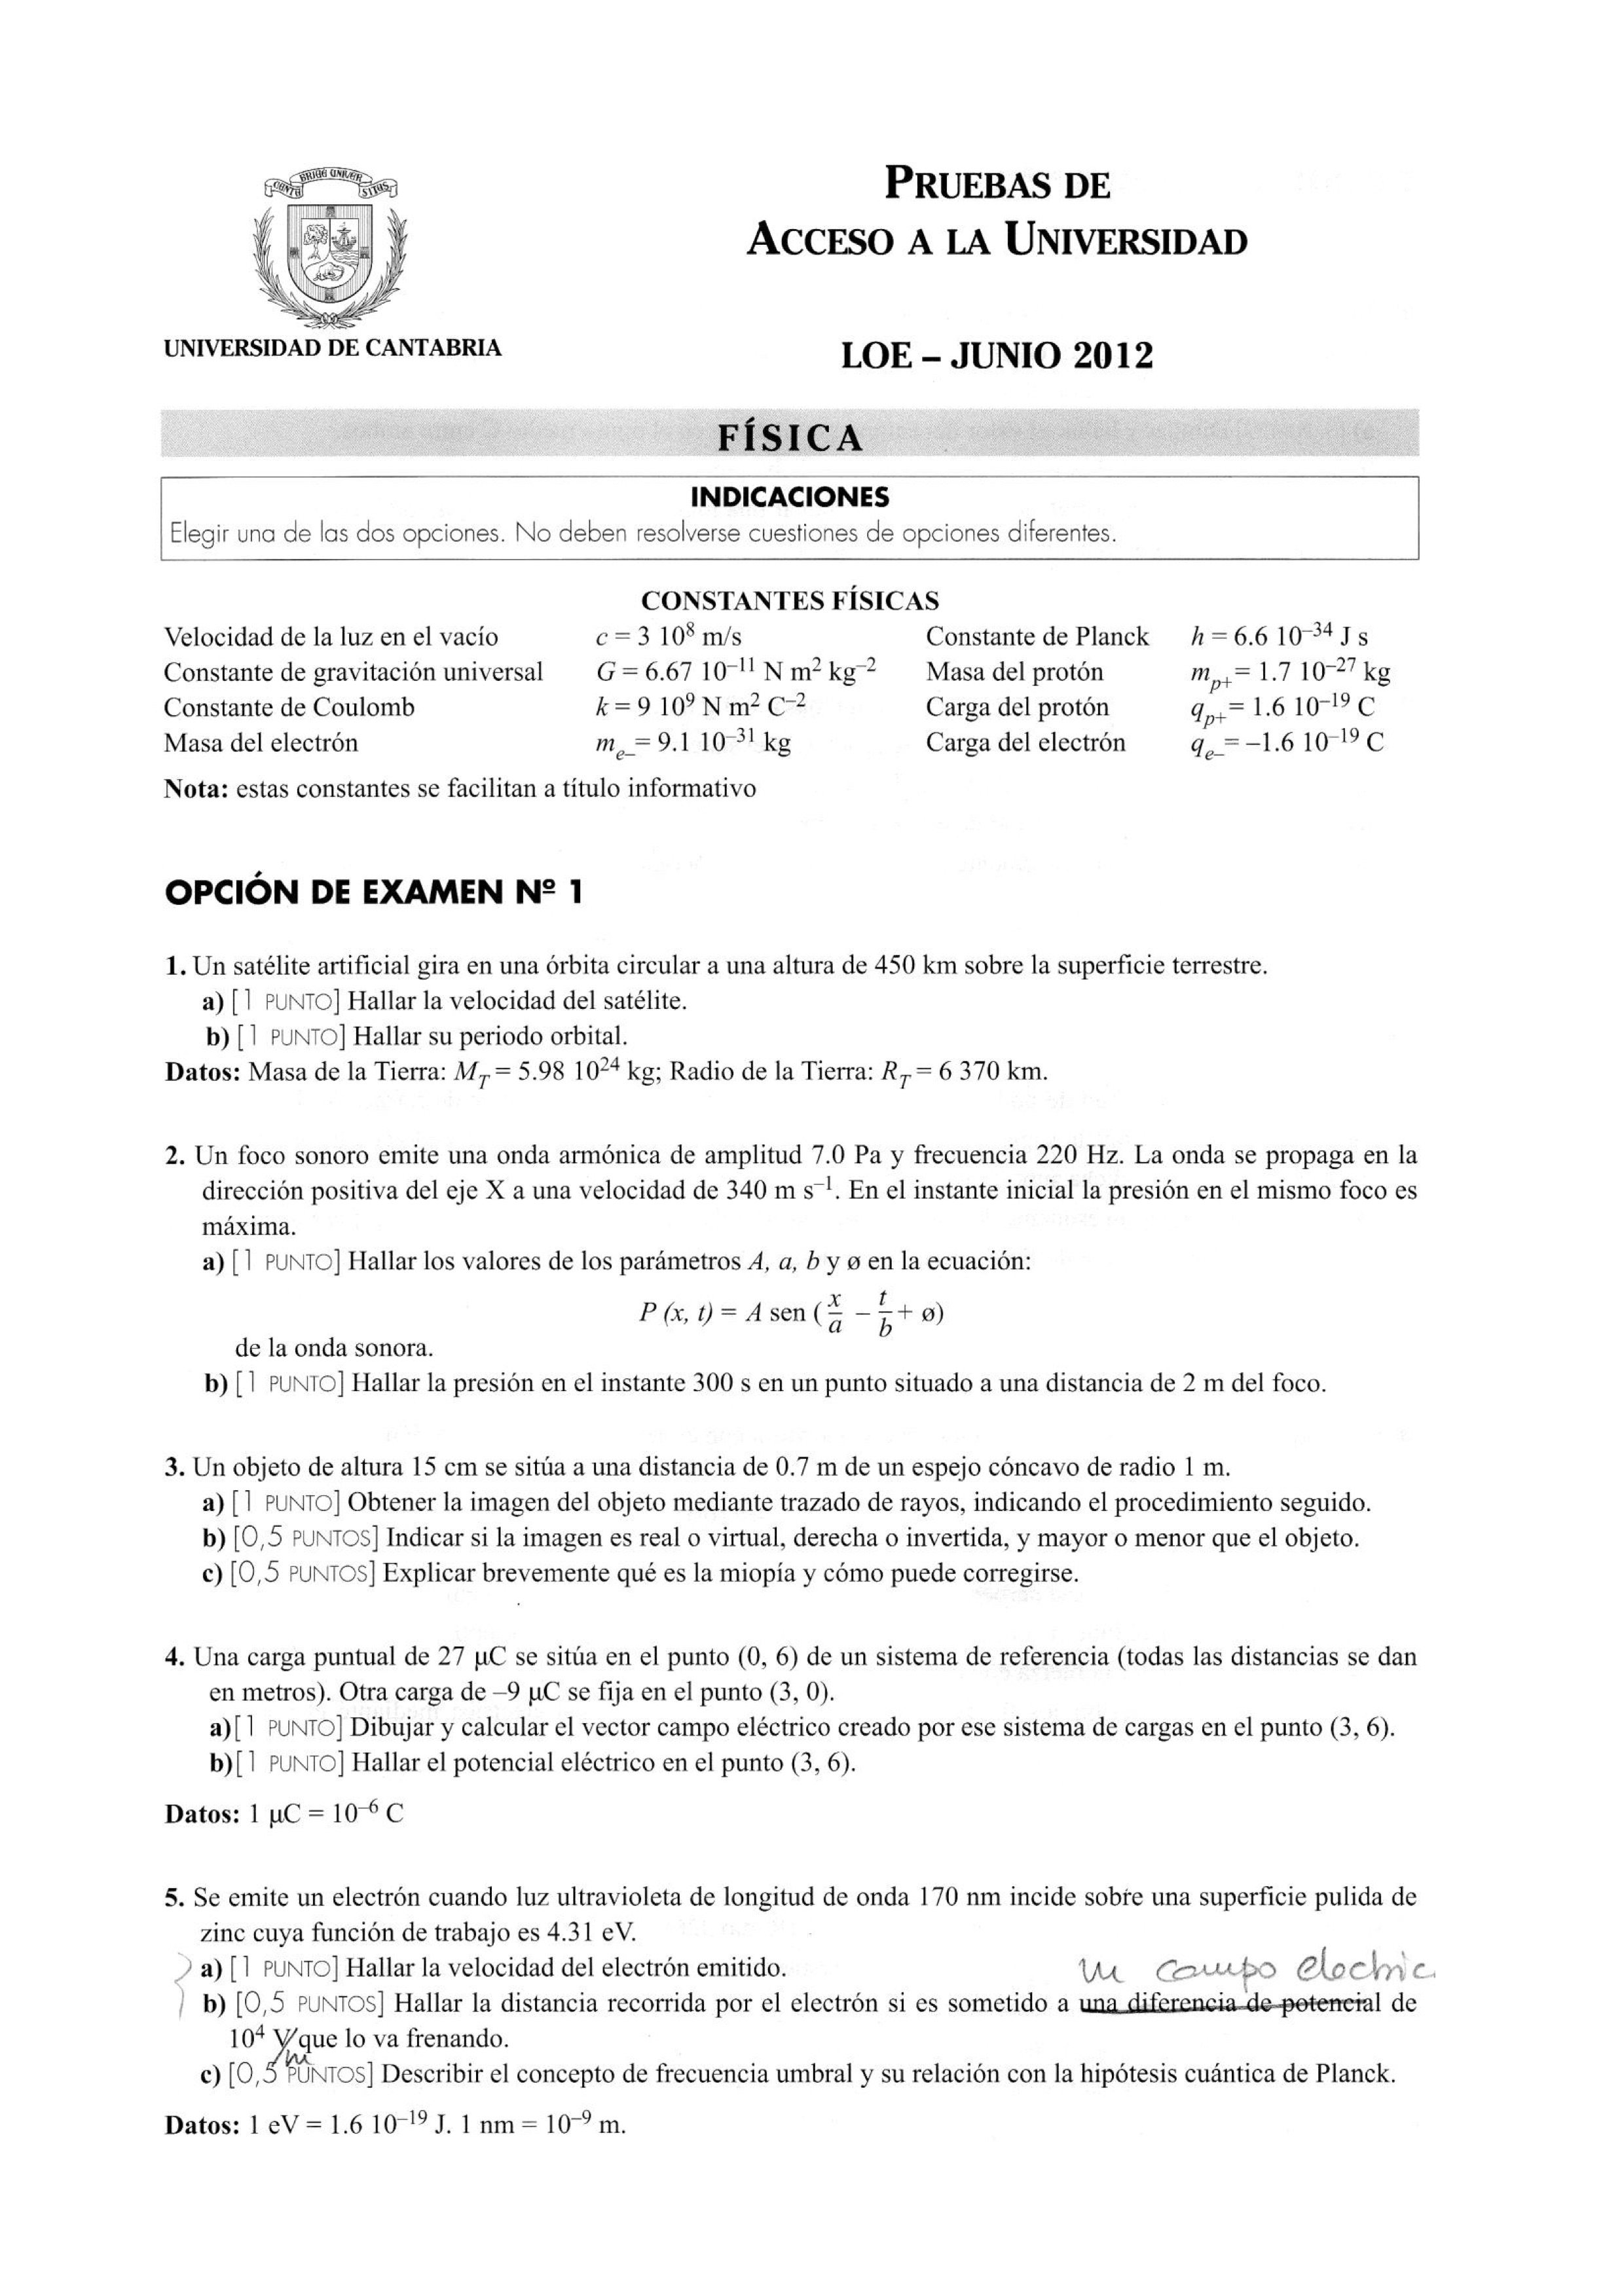 CONTE BRIGE UNIVER SITUS
PRUEBAS DE
ACCESO A LA UNIVERSIDAD
UNIVERSIDAD DE CANTABRIA
LOE – JUNIO 2012
FÍSICA
INDICACIONES
Elegir una de las dos opciones. No deben resolverse cuestiones de opciones diferentes.
CONSTANTES FÍSICAS
Velocidad de la luz en el vacío c = 3 10⁸ m/s Constante de Planck h = 6.6 10⁻³⁴ J s
Constante de gravitación universal G = 6.67 10⁻¹¹ N m² kg⁻² Masa del protón mp+ = 1.7 10⁻²⁷ kg
Constante de Coulomb k = 9 10⁹ N m² C⁻² Carga del protón qp+ = 1.6 10⁻¹⁹ C
Masa del electrón me– = 9.1 10⁻³¹ kg Carga del electrón qe– = –1.6 10⁻¹⁹ C
Nota: estas constantes se facilitan a título informativo
OPCIÓN DE EXAMEN Nº 1
1. Un satélite artificial gira en una órbita circular a una altura de 450 km sobre la superficie terrestre.
a) [1 PUNTO] Hallar la velocidad del satélite.
b) [1 PUNTO] Hallar su periodo orbital.
Datos: Masa de la Tierra: MT = 5.98 10²⁴ kg; Radio de la Tierra: RT = 6 370 km.
2. Un foco sonoro emite una onda armónica de amplitud 7.0 Pa y frecuencia 220 Hz. La onda se propaga en la
dirección positiva del eje X a una velocidad de 340 m s⁻¹. En el instante inicial la presión en el mismo foco es
máxima.
a) [1 PUNTO] Hallar los valores de los parámetros A, a, b y ø en la ecuación:
P (x, t) = A sen (x/a – t/b + ø)
de la onda sonora.
b) [1 PUNTO] Hallar la presión en el instante 300 s en un punto situado a una distancia de 2 m del foco.
3. Un objeto de altura 15 cm se sitúa a una distancia de 0.7 m de un espejo cóncavo de radio 1 m.
a) [1 PUNTO] Obtener la imagen del objeto mediante trazado de rayos, indicando el procedimiento seguido.
b) [0,5 PUNTOS] Indicar si la imagen es real o virtual, derecha o invertida, y mayor o menor que el objeto.
c) [0,5 PUNTOS] Explicar brevemente qué es la miopía y cómo puede corregirse.
4. Una carga puntual de 27 µC se sitúa en el punto (0, 6) de un sistema de referencia (todas las distancias se dan
en metros). Otra carga de –9 µC se fija en el punto (3, 0).
a)[1 PUNTO] Dibujar y calcular el vector campo eléctrico creado por ese sistema de cargas en el punto (3, 6).
b)[1 PUNTO] Hallar el potencial eléctrico en el punto (3, 6).
Datos: 1 µC = 10⁻⁶ C
5. Se emite un electrón cuando luz ultravioleta de longitud de onda 170 nm incide sobre una superficie pulida de
zinc cuya función de trabajo es 4.31 eV.
a) [1 PUNTO] Hallar la velocidad del electrón emitido.
un campo electric
b) [0,5 PUNTOS] Hallar la distancia recorrida por el electrón si es sometido a una diferencia de potencial de
10⁴ V/m que lo va frenando.
c) [0,5 PUNTOS] Describir el concepto de frecuencia umbral y su relación con la hipótesis cuántica de Planck.
Datos: 1 eV = 1.6 10⁻¹⁹ J. 1 nm = 10⁻⁹ m.